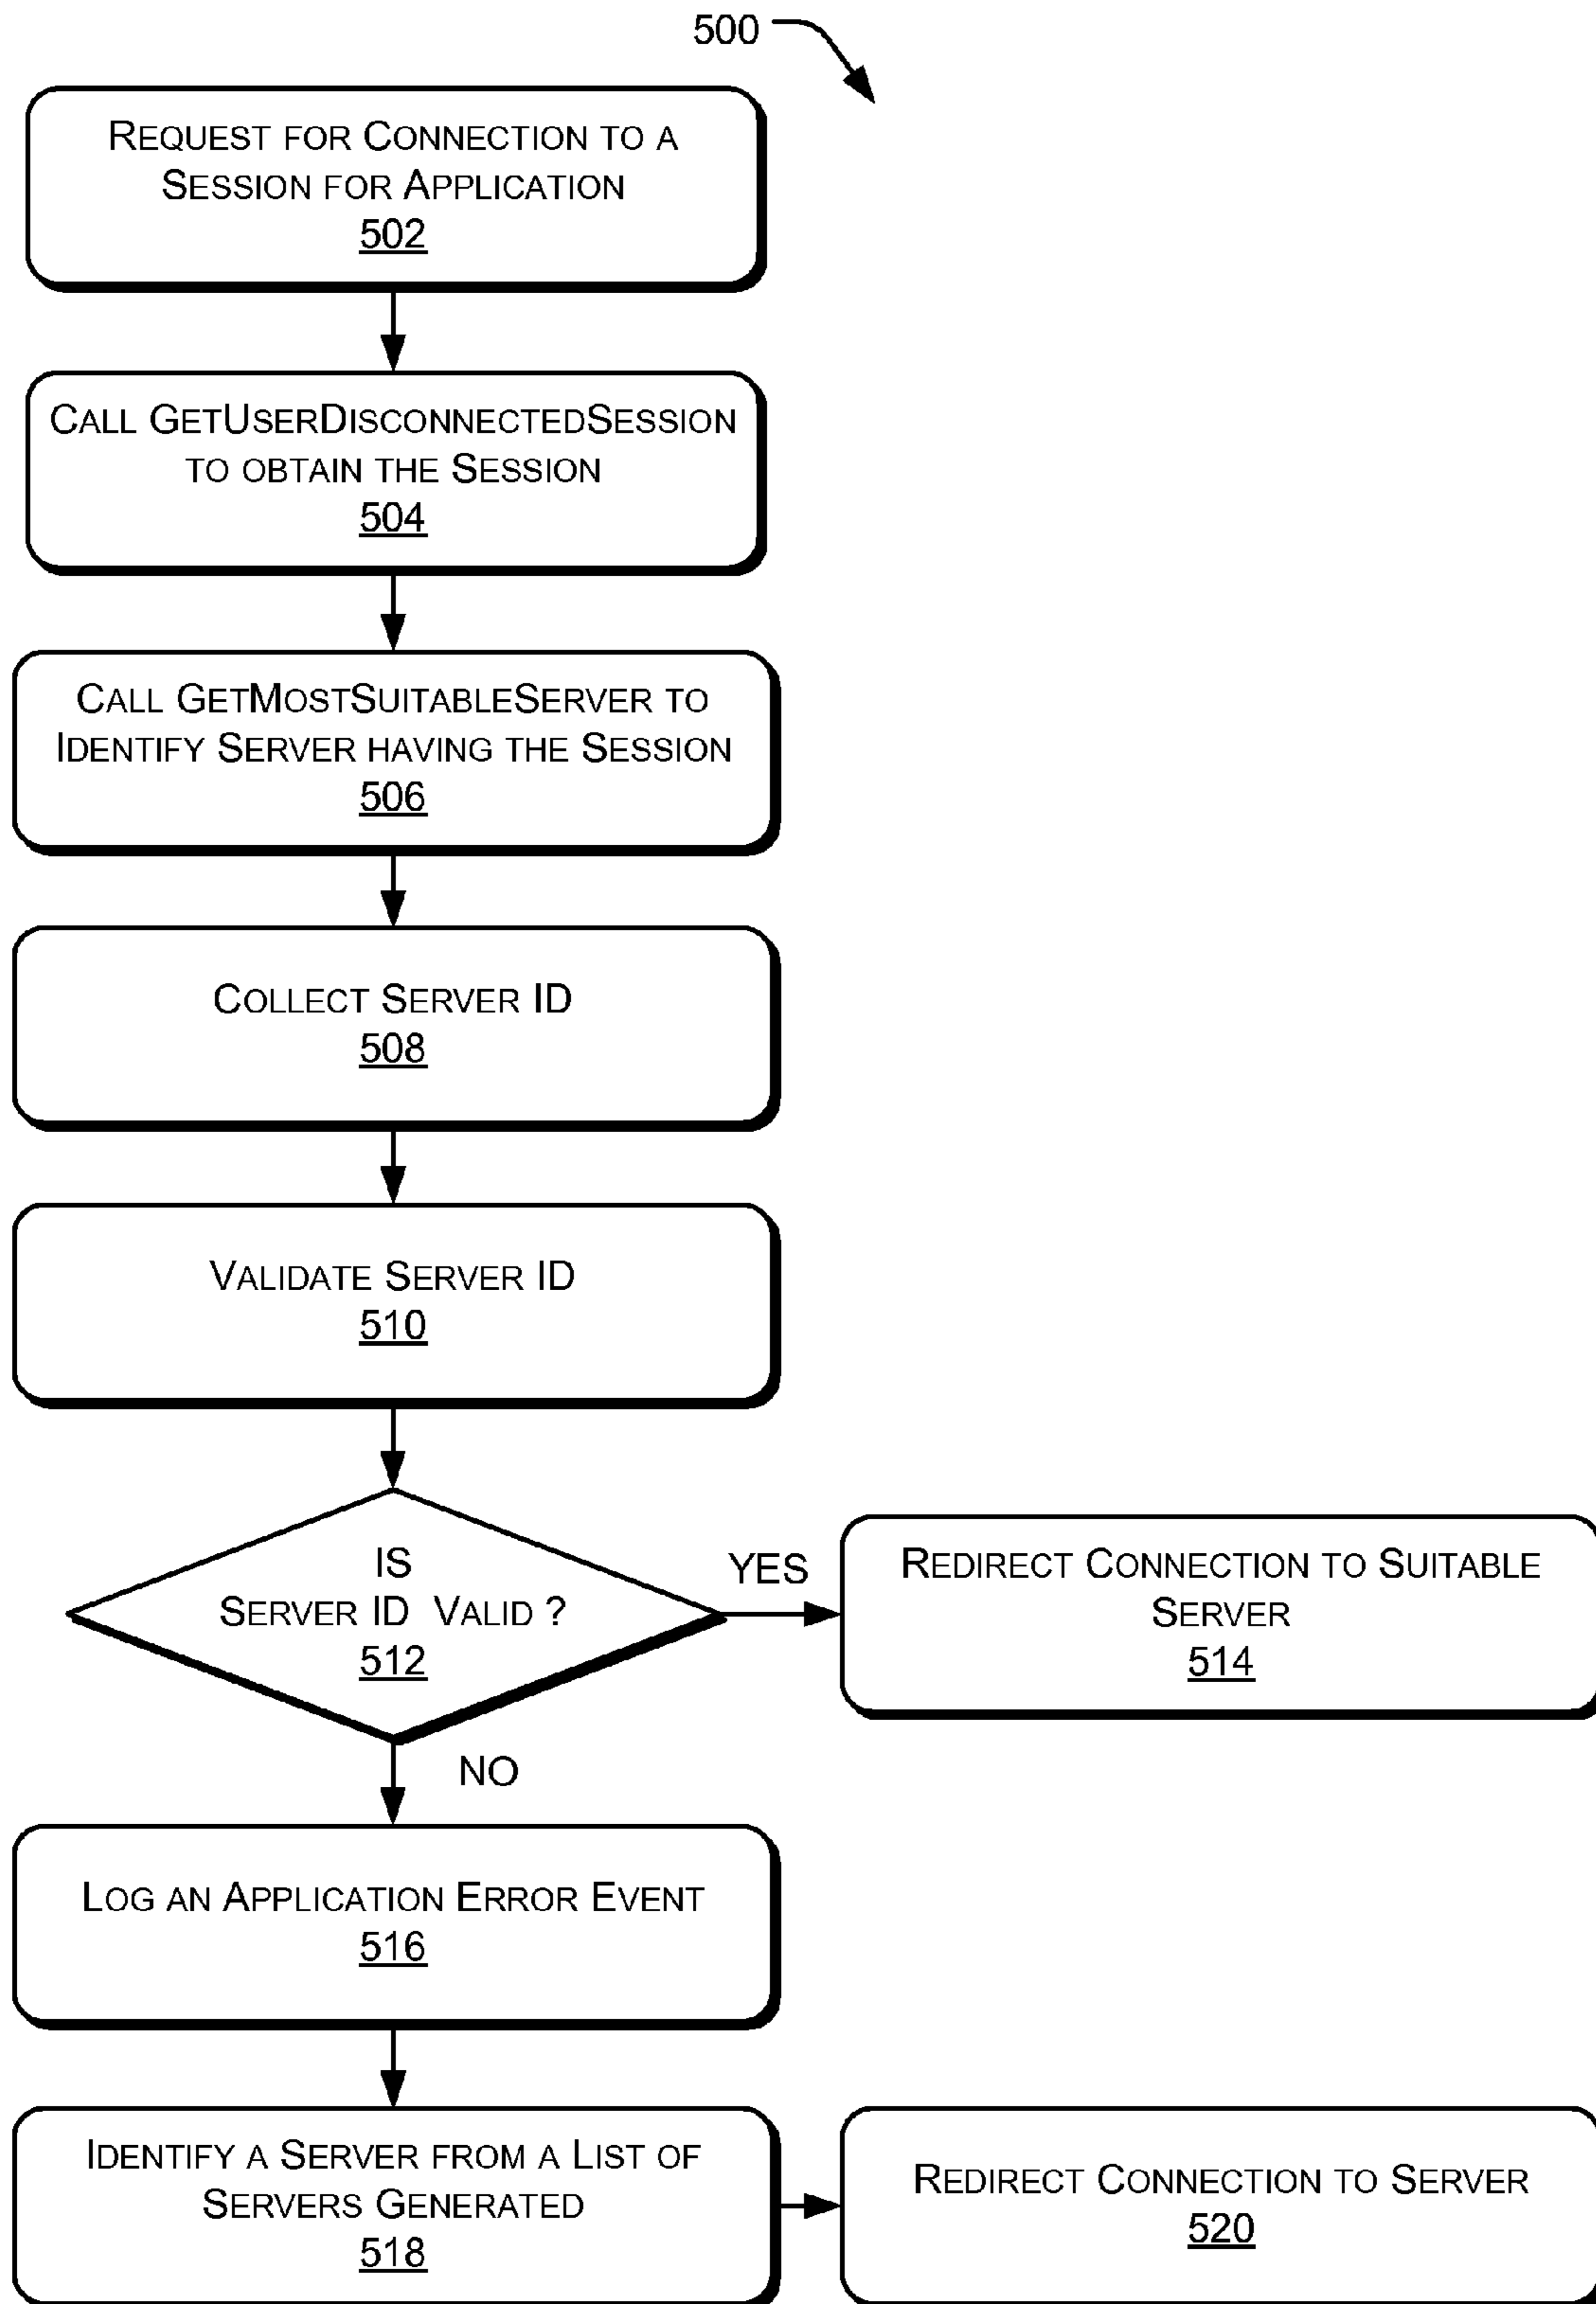 500
REQUEST FOR CONNECTION TO A
SESSION FOR APPLICATION
502
CALL GETUSERDISCONNECTEDSESSION
TO OBTAIN THE SESSION
504
CALL GETMOSTSUITABLESERVER TO
IDENTIFY SERVER HAVING THE SESSION
506
COLLECT SERVER ID
508
VALIDATE SERVER ID
510
IS
SERVER ID VALID ?
512
YES
REDIRECT CONNECTION TO SUITABLE
SERVER
514
NO
LOG AN APPLICATION ERROR EVENT
516
IDENTIFY A SERVER FROM A LIST OF
SERVERS GENERATED
518
REDIRECT CONNECTION TO SERVER
520